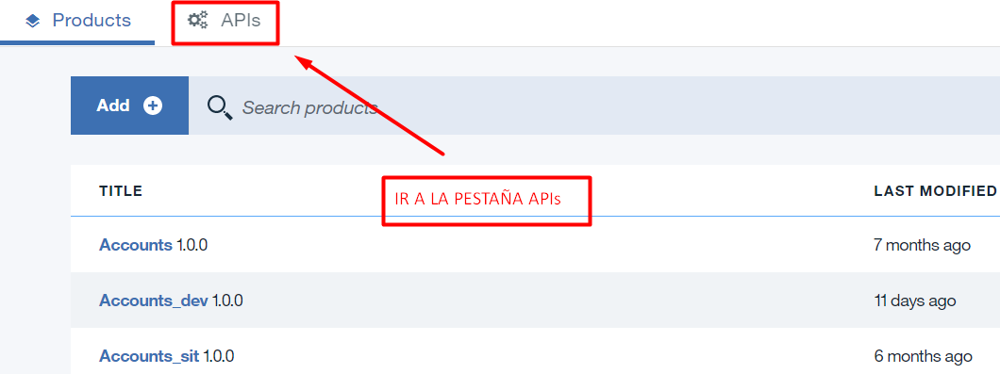 Products
APIs
Add
Search products
IR A LA PESTAÑA APIs
TITLE
LAST MODIFIED
Accounts 1.0.0
7 months ago
Accounts_dev 1.0.0
11 days ago
Accounts_sit 1.0.0
6 months ago